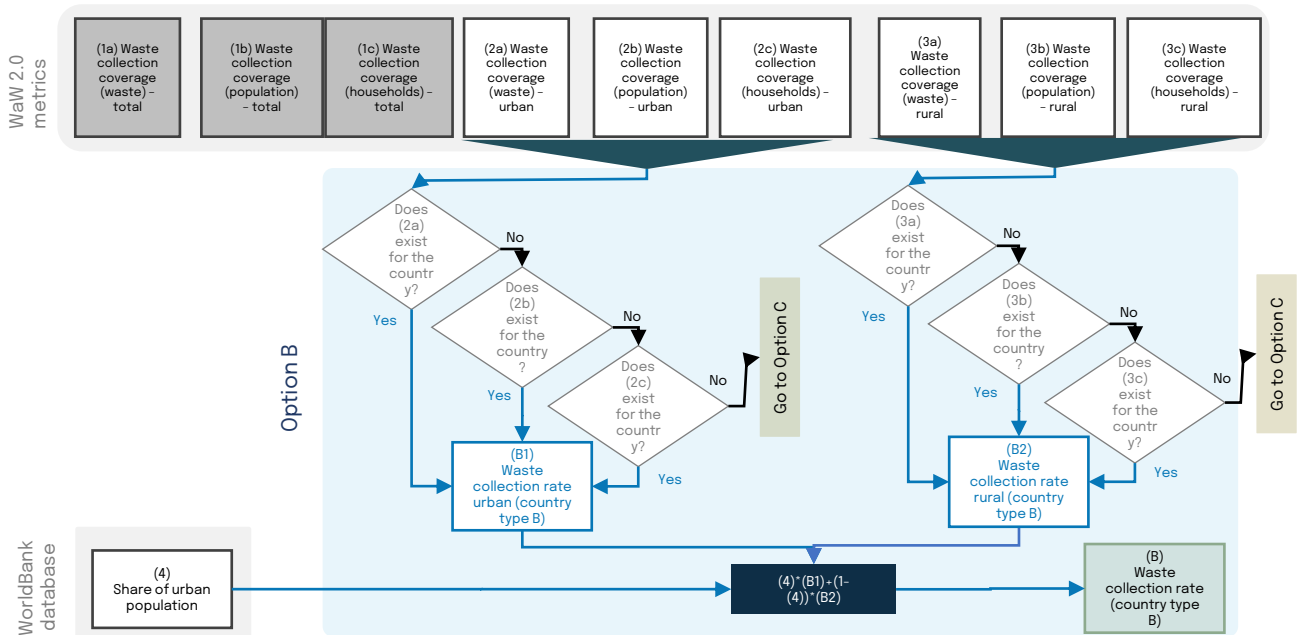 WaW 2.0
metrics
(1a) Waste
collection
coverage
(waste) –
total
(1b) Waste
collection
coverage
(population)
– total
(1c) Waste
collection
coverage
(households) –
total
(2a) Waste
collection
coverage
(waste) –
urban
(2b) Waste
collection
coverage
(population)
– urban
(2c) Waste
collection
coverage
(households) –
urban
(3a)
Waste
collection
coverage
(waste) –
rural
(3b) Waste
collection
coverage
(population)
– rural
(3c) Waste
collection
coverage
(households) –
rural
Option B
Does
(2a)
exist
for the
countr
y?
No
Yes
Does
(2b)
exist
for the
country
?
No
Yes
Does
(2c)
exist
for the
countr
y?
No
Yes
Go to Option C
(B1)
Waste
collection rate
urban (country
type B)
Does
(3a)
exist
for the
countr
y?
No
Yes
Does
(3b)
exist
for the
country
?
No
Yes
Does
(3c)
exist
for the
countr
y?
No
Yes
Go to Option C
(B2)
Waste
collection rate
rural (country
type B)
WorldBank
database
(4)
Share of urban
population
(4)*(B1)+(1-
(4))*(B2)
(B)
Waste
collection rate
(country type
B)